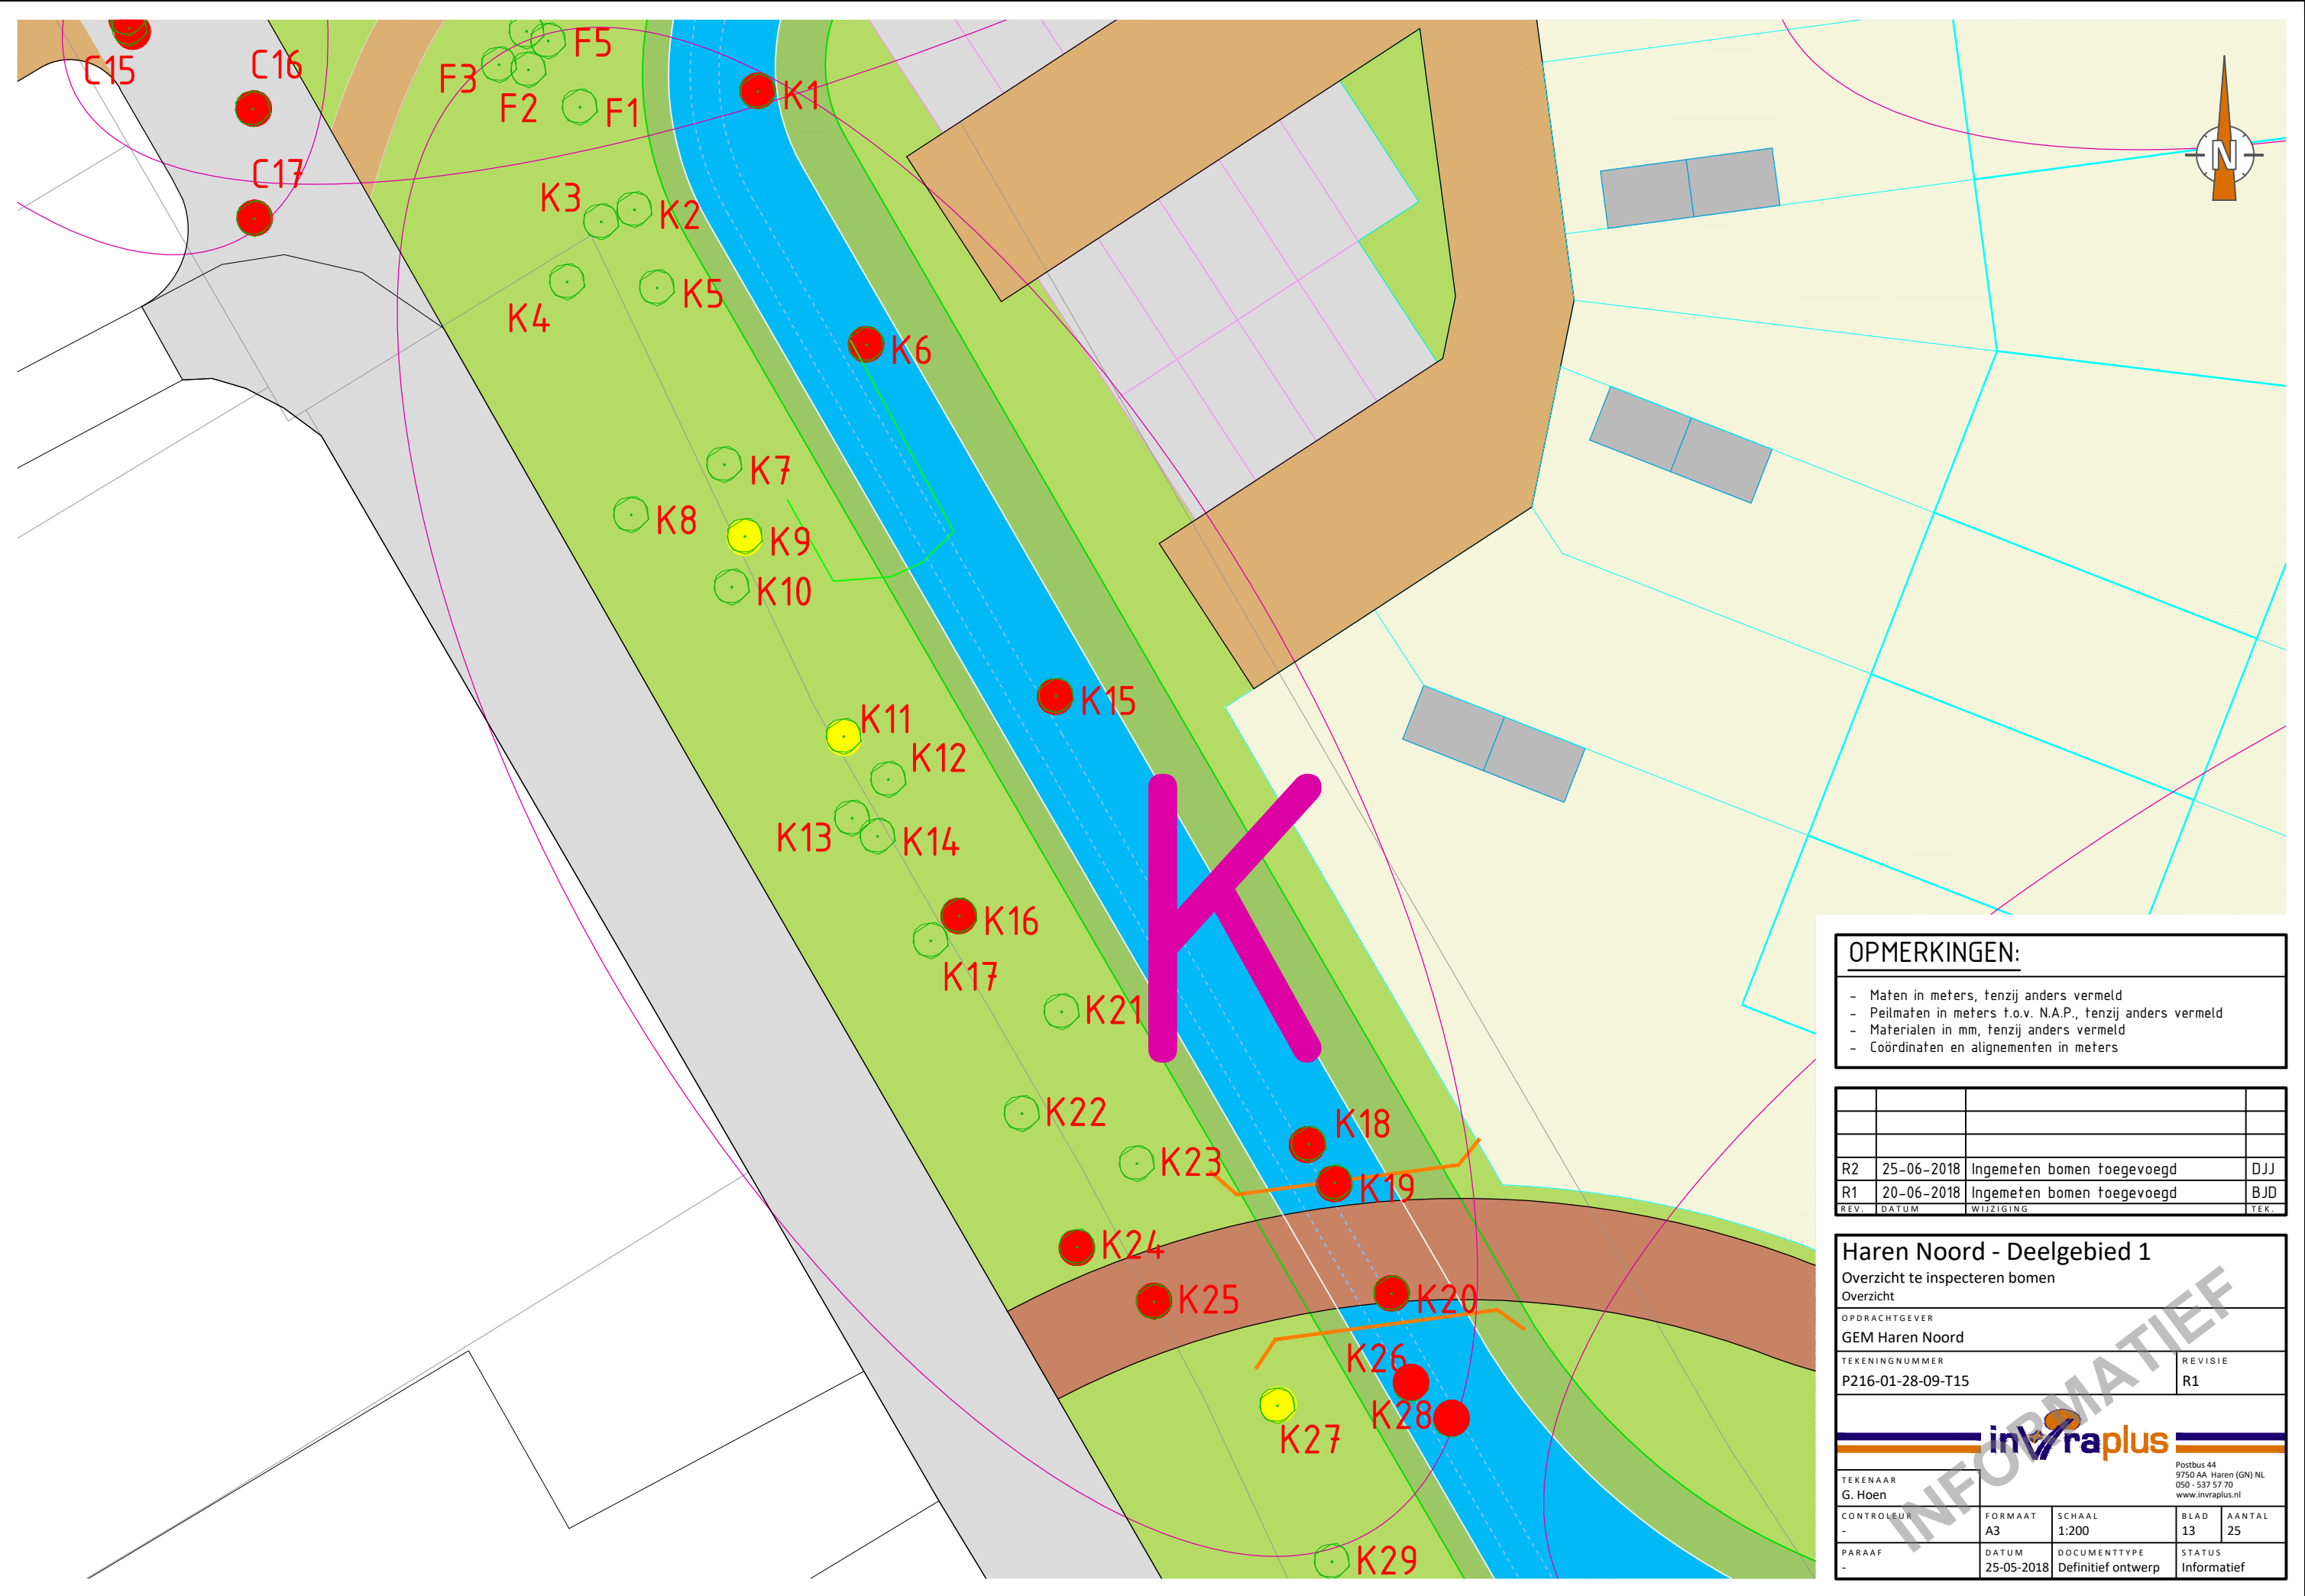 C15
C16
C17
F3
F5
F2
F1
K1
K3
K2
K4
K5
K6
K7
K8
K9
K10
K15
K11
K12
K13
K14
K16
K17
K21
K
K22
K18
K23
K19
K24
K25
K20
K26
K28
K27
K29
N
OPMERKINGEN:
- Maten in meters, tenzij anders vermeld
- Peilmaten in meters t.o.v. N.A.P., tenzij anders vermeld
- Materialen in mm, tenzij anders vermeld
- Coördinaten en alignementen in meters
R2 25-06-2018 Ingemeten bomen toegevoegd DJJ
R1 20-06-2018 Ingemeten bomen toegevoegd BJD
REV. DATUM WIJZIGING TEK.
Haren Noord - Deelgebied 1
Overzicht te inspecteren bomen
Overzicht
OPDRACHTGEVER
GEM Haren Noord
TEKENINGNUMMER REVISIE
P216-01-28-09-T15 R1
invraplus
Postbus 44
9750 AA Haren (GN) NL
050 - 537 57 70
www.invraplus.nl
TEKENAAR
G. Hoen
CONTROLEUR FORMAAT SCHAAL BLAD AANTAL
- A3 1:200 13 25
PARAAF DATUM DOCUMENTTYPE STATUS
- 25-05-2018 Definitief ontwerp Informatief
INFORMATIEF